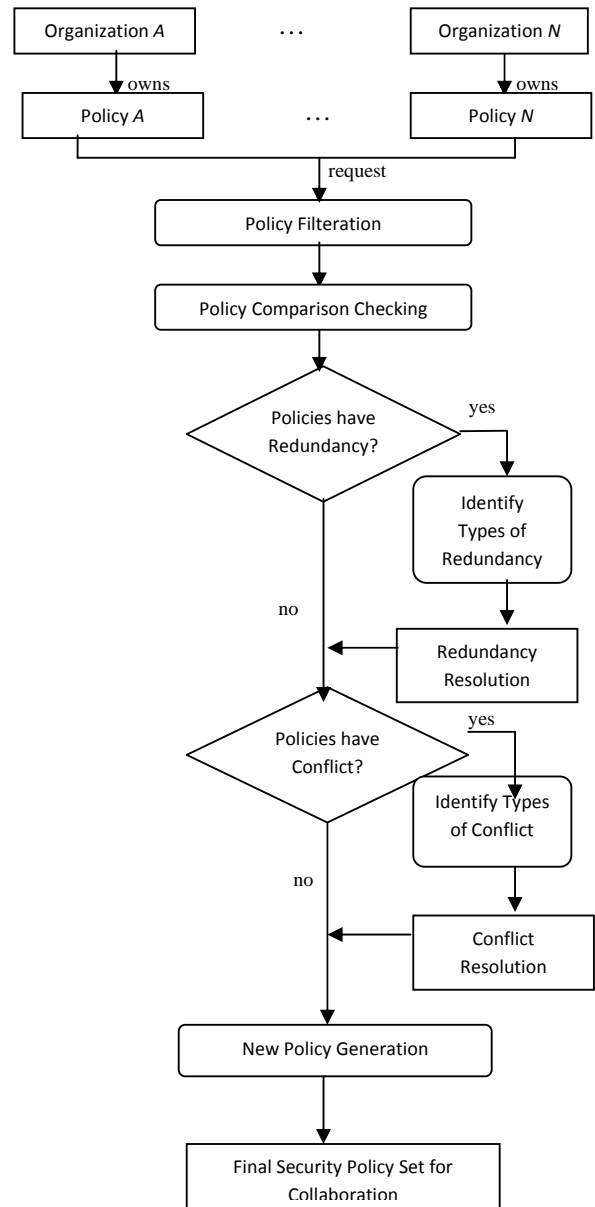 Organization A
...
Organization N
owns
owns
Policy A
...
Policy N
request
Policy Filteration
Policy Comparison Checking
Policies have
Redundancy?
yes
Identify
Types of
Redundancy
no
Redundancy
Resolution
Policies have
Conflict?
yes
Identify Types
of Conflict
no
Conflict
Resolution
New Policy Generation
Final Security Policy Set for
Collaboration